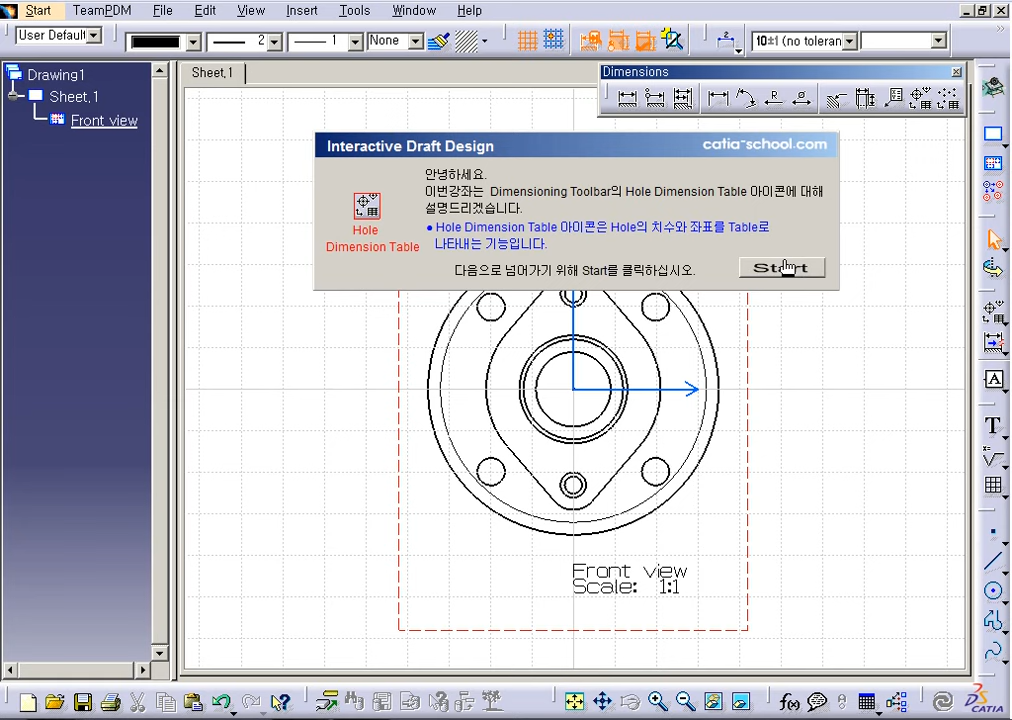 Start TeamPDM File Edit View Insert Tools Window Help
User Defaul 2 1 None 10±1 (no toleran
Drawing1
Sheet.1
Front view
Sheet.1
Dimensions
Interactive Draft Design catia-school.com
안녕하세요.
이번강좌는 Dimensioning Toolbar의 Hole Dimension Table 아이콘에 대해
설명드리겠습니다.
Hole
Dimension Table
• Hole Dimension Table 아이콘은 Hole의 치수와 좌표를 Table로
나타내는 기능입니다.
다음으로 넘어가기 위해 Start를 클릭하십시오.
Start
Front view
Scale: 1:1
CATIA